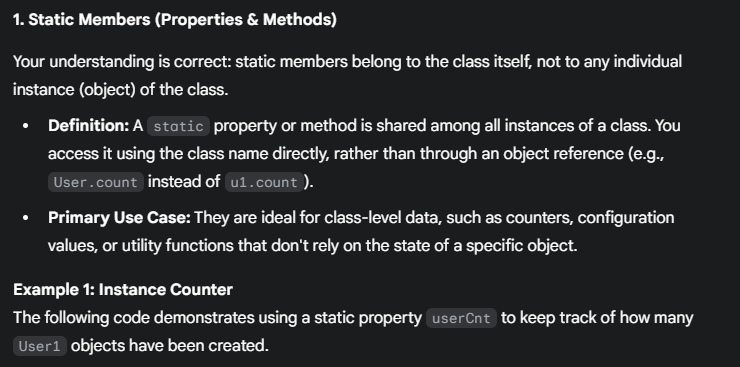 1. Static Members (Properties & Methods)
Your understanding is correct: static members belong to the class itself, not to any individual
instance (object) of the class.
• Definition: A static property or method is shared among all instances of a class. You
access it using the class name directly, rather than through an object reference (e.g.,
User.count instead of u1.count).
• Primary Use Case: They are ideal for class-level data, such as counters, configuration
values, or utility functions that don't rely on the state of a specific object.
Example 1: Instance Counter
The following code demonstrates using a static property userCnt to keep track of how many
User1 objects have been created.